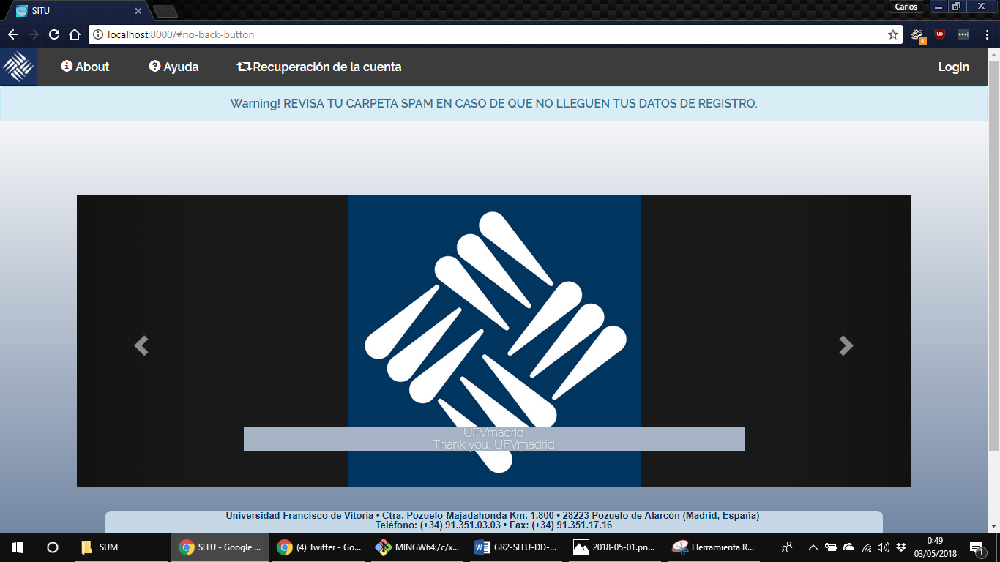 SITU
Carlos
localhost:8000/#no-back-button
4
About
Ayuda
Recuperación de la cuenta
Login
Warning! REVISA TU CARPETA SPAM EN CASO DE QUE NO LLEGUEN TUS DATOS DE REGISTRO.
UFVmadrid
Thank you, UFVmadrid
Universidad Francisco de Vitoria • Ctra. Pozuelo-Majadahonda Km. 1.800 • 28223 Pozuelo de Alarcón (Madrid, España)
Teléfono: (+34) 91.351.03.03 • Fax: (+34) 91.351.17.16
SUM
SITU - Google ...
(4) Twitter - Go...
MINGW64:/c/x...
GR2-SITU-DD-...
2018-05-01.pn...
Herramienta R...
0:49
03/05/2018
1